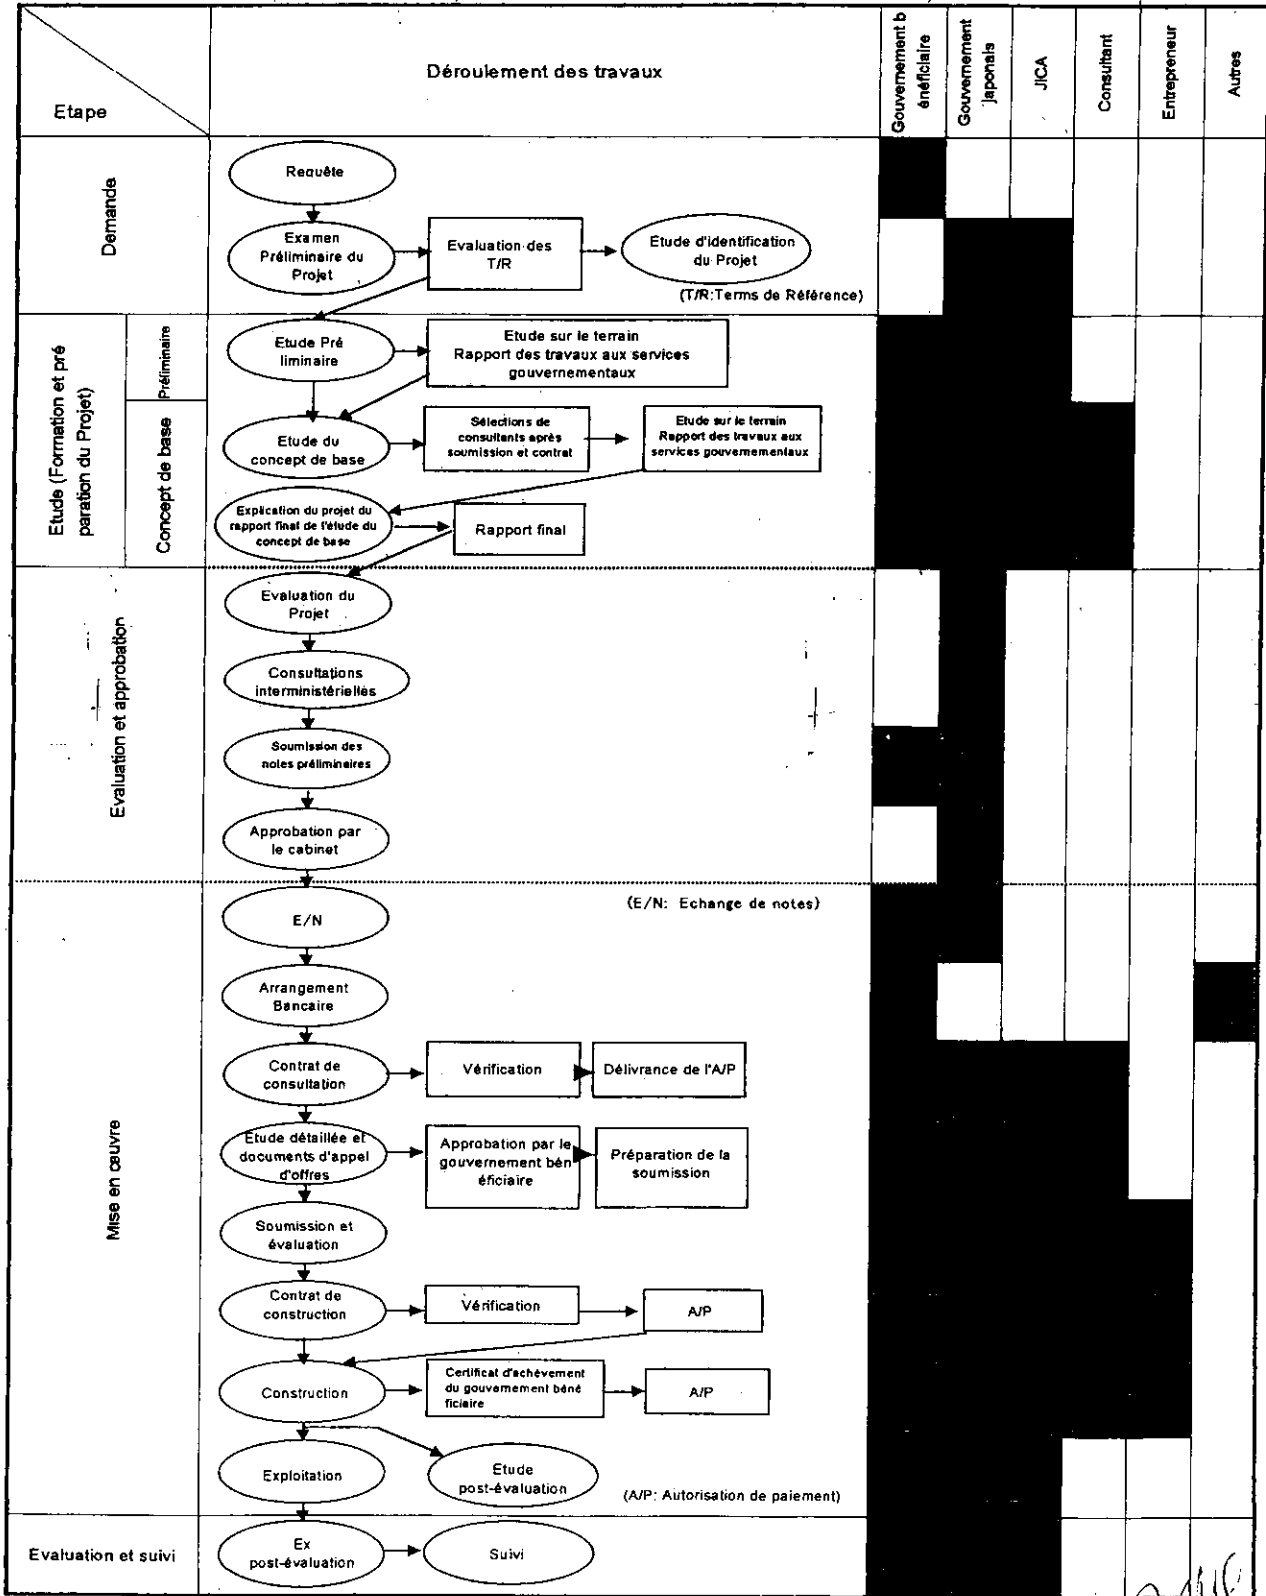 Etape
Déroulement des travaux
Gouvernement b
énéficiaire
Gouvernement
japonais
JICA
Consultant
Entrepreneur
Autres
Demande
Requête
Examen
Préliminaire du
Projet
Evaluation des
T/R
Etude d'identification
du Projet
(T/R:Terms de Référence)
Etude (Formation et pré
paration du Projet)
Préliminaire
Etude Pré
liminaire
Etude sur le terrain
Rapport des travaux aux services
gouvernementaux
Concept de base
Etude du
concept de base
Sélections de
consultants après
soumission et contrat
Etude sur le terrain
Rapport des travaux aux
services gouvernementaux
Explication du projet du
rapport final de l'étude du
concept de base
Rapport final
Evaluation et approbation
Evaluation du
Projet
Consultations
interministérielles
Soumission des
notes préliminaires
Approbation par
le cabinet
Mise en œuvre
E/N
(E/N: Echange de notes)
Arrangement
Bancaire
Contrat de
consultation
Vérification
Délivrance de l'A/P
Etude détaillée et
documents d'appel
d'offres
Approbation par le
gouvernement bén
éficiaire
Préparation de la
soumission
Soumission et
évaluation
Contrat de
construction
Vérification
A/P
Construction
Certificat d'achèvement
du gouvernement béné
ficiaire
A/P
Exploitation
Etude
post-évaluation
(A/P: Autorisation de paiement)
Evaluation et suivi
Ex
post-évaluation
Suivi